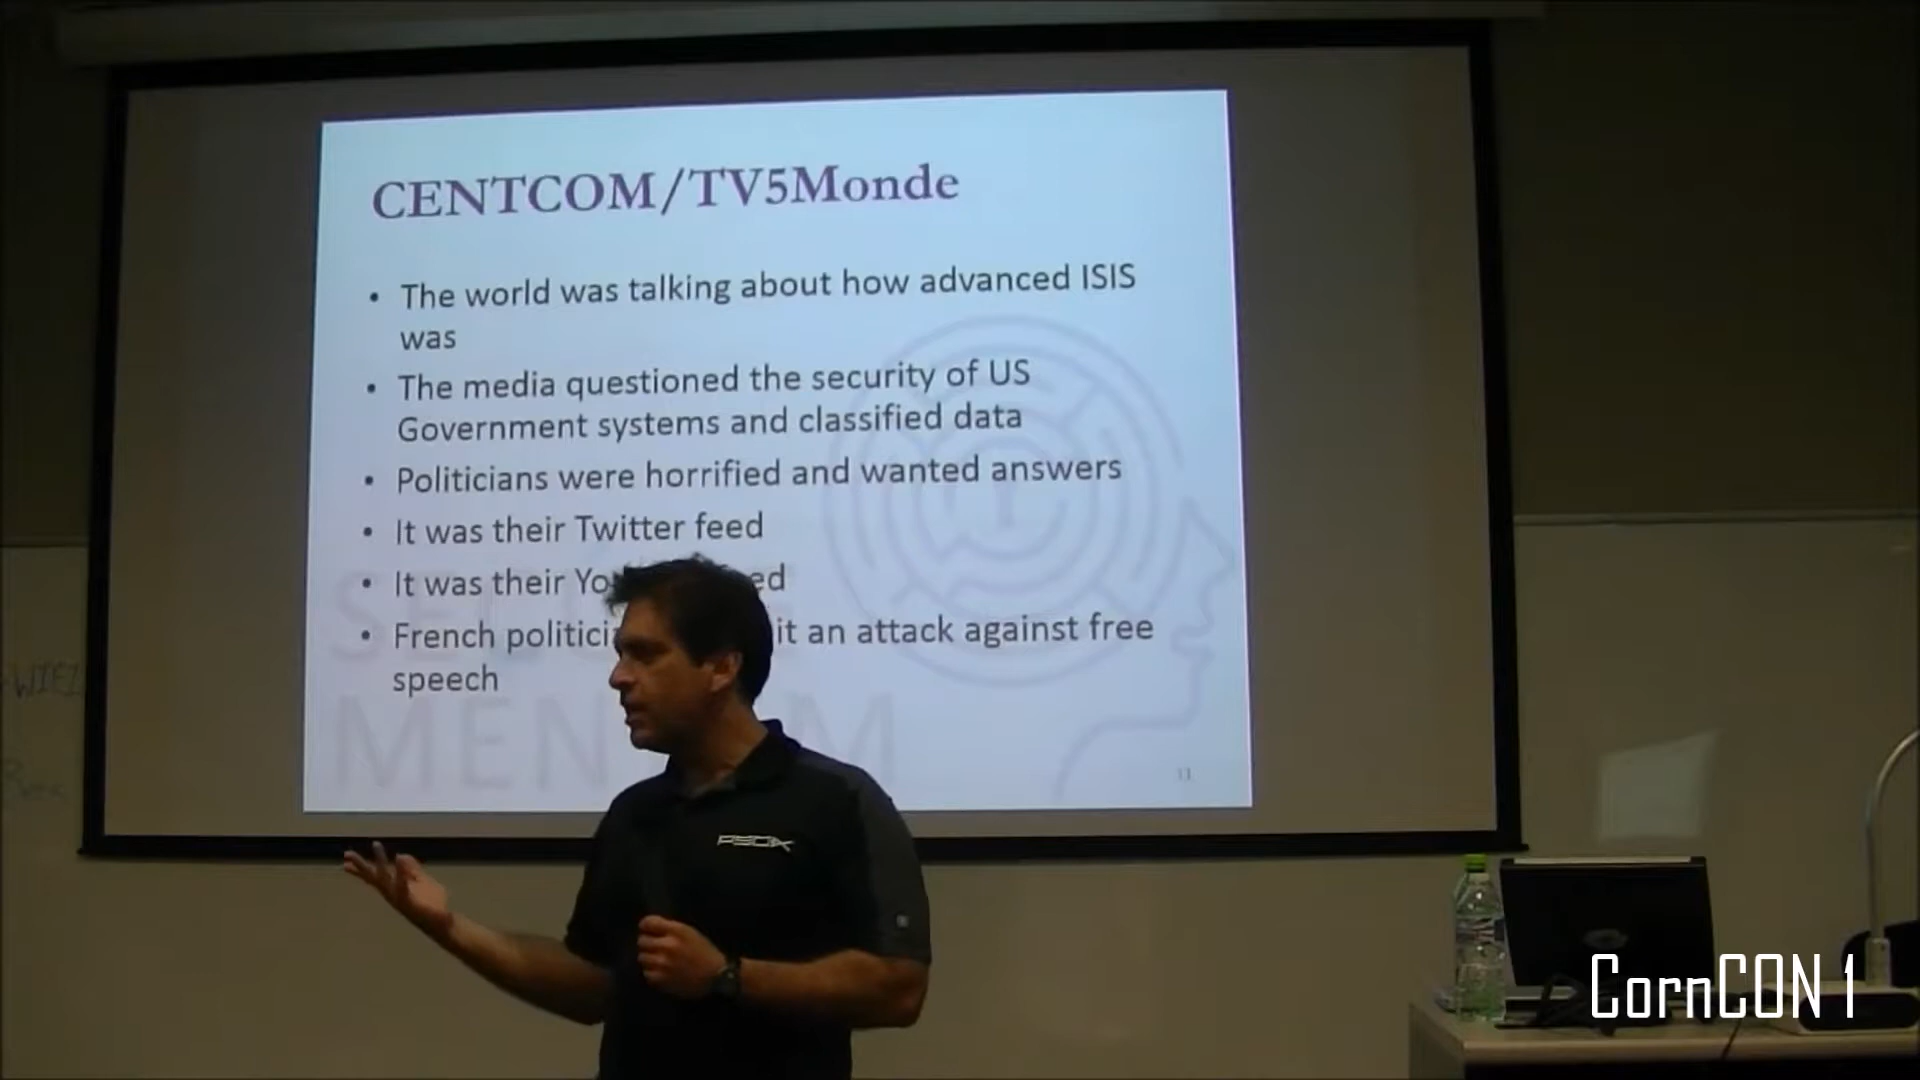 CENTCOM/TV5Monde
• The world was talking about how advanced ISIS
was
• The media questioned the security of US
Government systems and classified data
• Politicians were horrified and wanted answers
• It was their Twitter feed
• It was their
• French it an attack against free
speech
11
CornCON 1